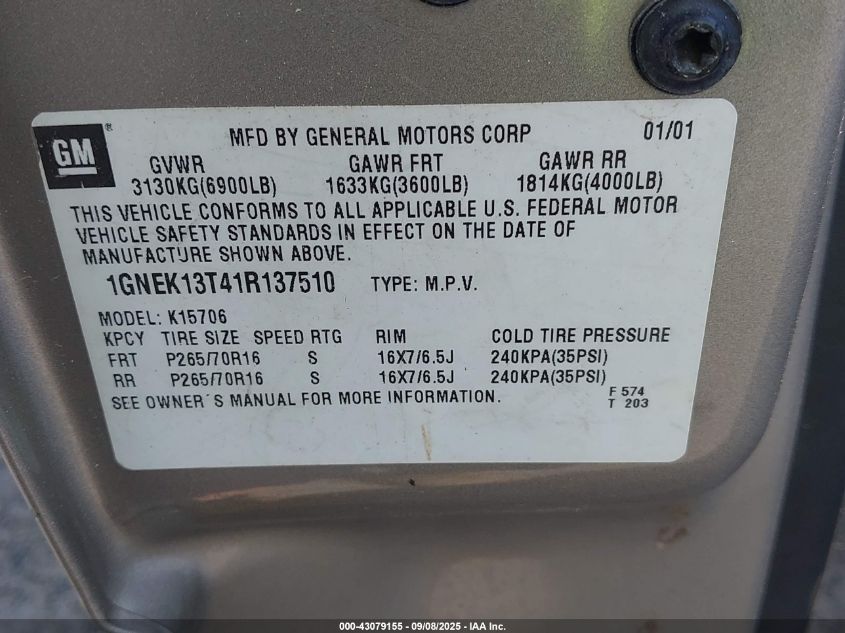 GM ®
MFD BY GENERAL MOTORS CORP 01/01
GVWR GAWR FRT GAWR RR
3130KG(6900LB) 1633KG(3600LB) 1814KG(4000LB)
THIS VEHICLE CONFORMS TO ALL APPLICABLE U.S. FEDERAL MOTOR
VEHICLE SAFETY STANDARDS IN EFFECT ON THE DATE OF
MANUFACTURE SHOWN ABOVE.
1GNEK13T41R137510 TYPE: M.P.V.
MODEL: K15706
KPCY TIRE SIZE SPEED RTG RIM COLD TIRE PRESSURE
FRT P265/70R16 S 16X7/6.5J 240KPA(35PSI)
RR P265/70R16 S 16X7/6.5J 240KPA(35PSI)
SEE OWNER'S MANUAL FOR MORE INFORMATION. F 574
T 203
000-43079155 - 09/08/2025 - IAA Inc.